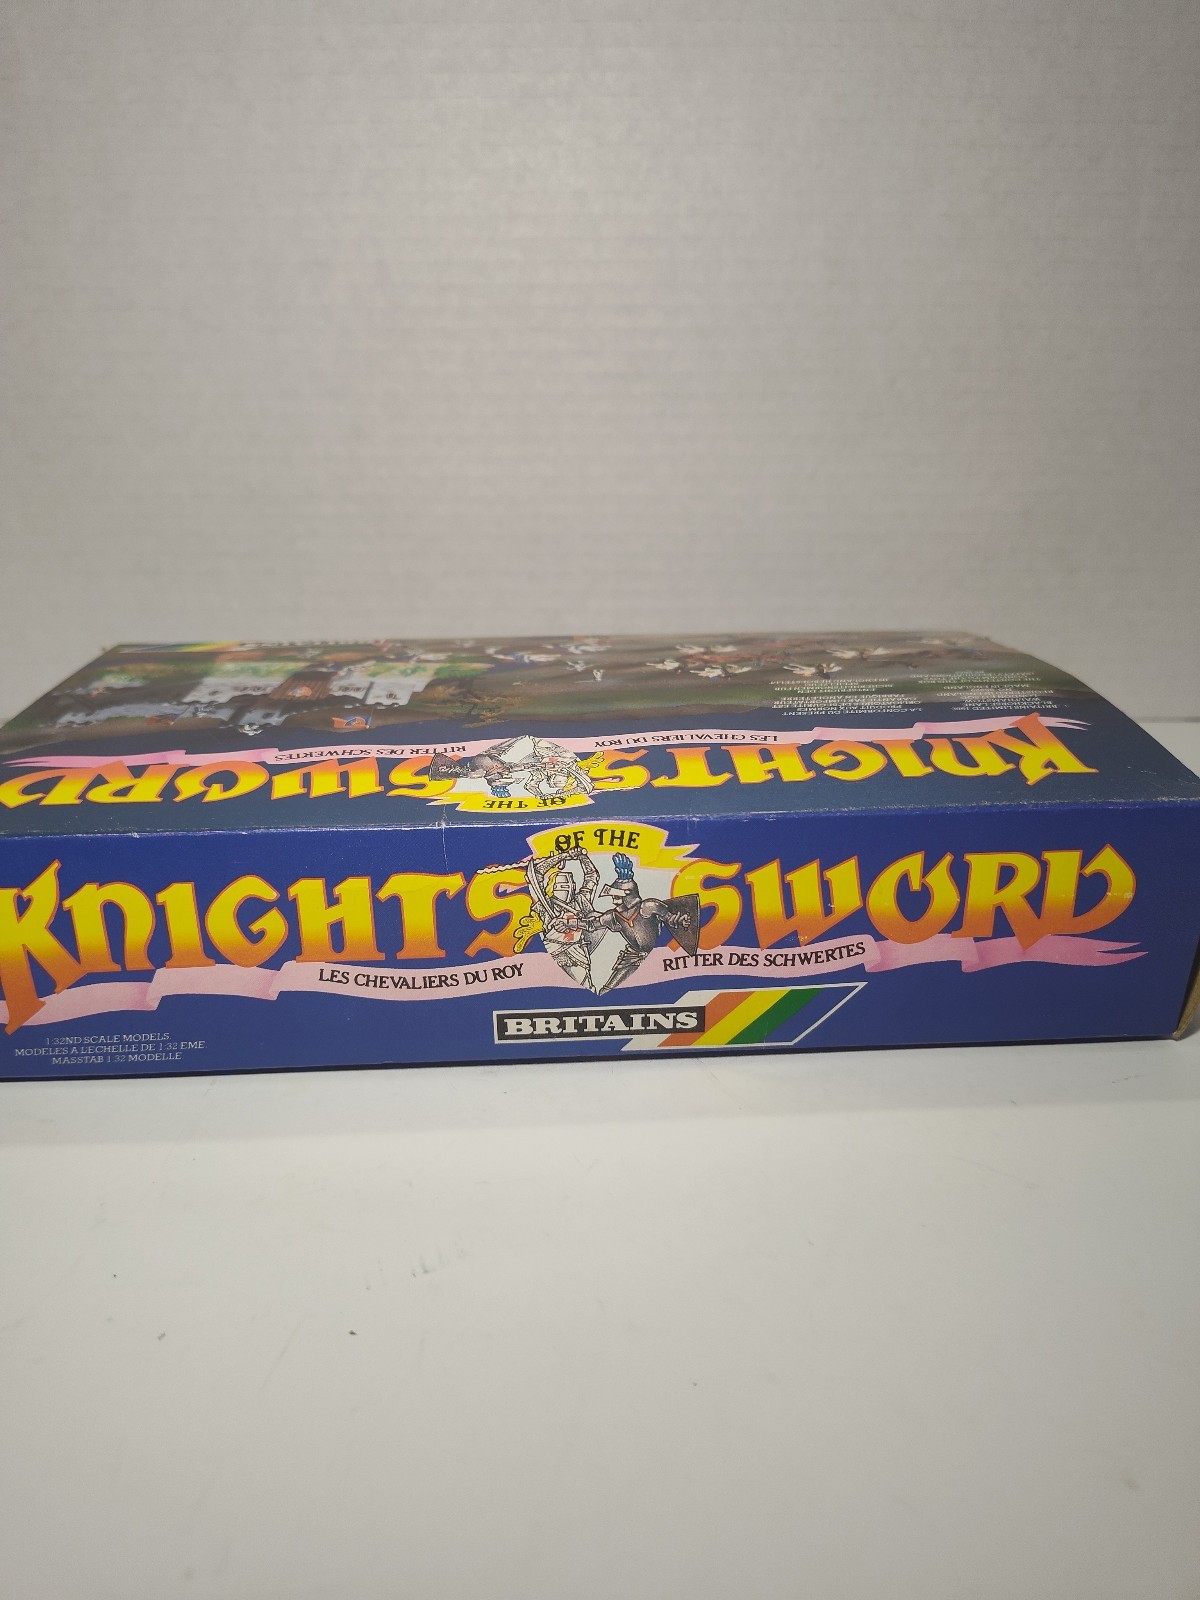 KNIGHTS OF THE SWORD
LES CHEVALIERS DU ROY
RITTER DES SCHWERTES
KNIGHTS OF THE SWORD
LES CHEVALIERS DU ROY
RITTER DES SCHWERTES
BRITAINS
1:32ND SCALE MODELS.
MODELES A L'ECHELLE DE 1:32 EME
MASSTAB 1:32 MODELLE